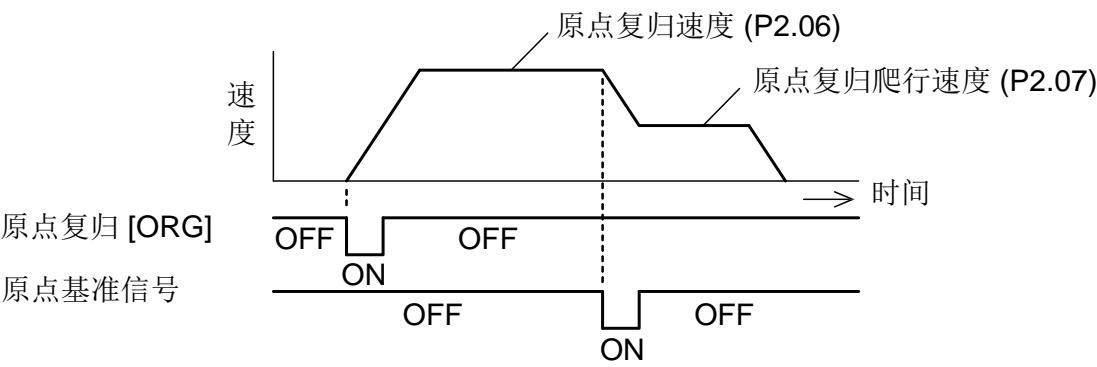 原点复归速度 (P2.06)
原点复归爬行速度 (P2.07)
速度
时间
原点复归 [ORG]
OFF
OFF
ON
原点基准信号
OFF
OFF
ON